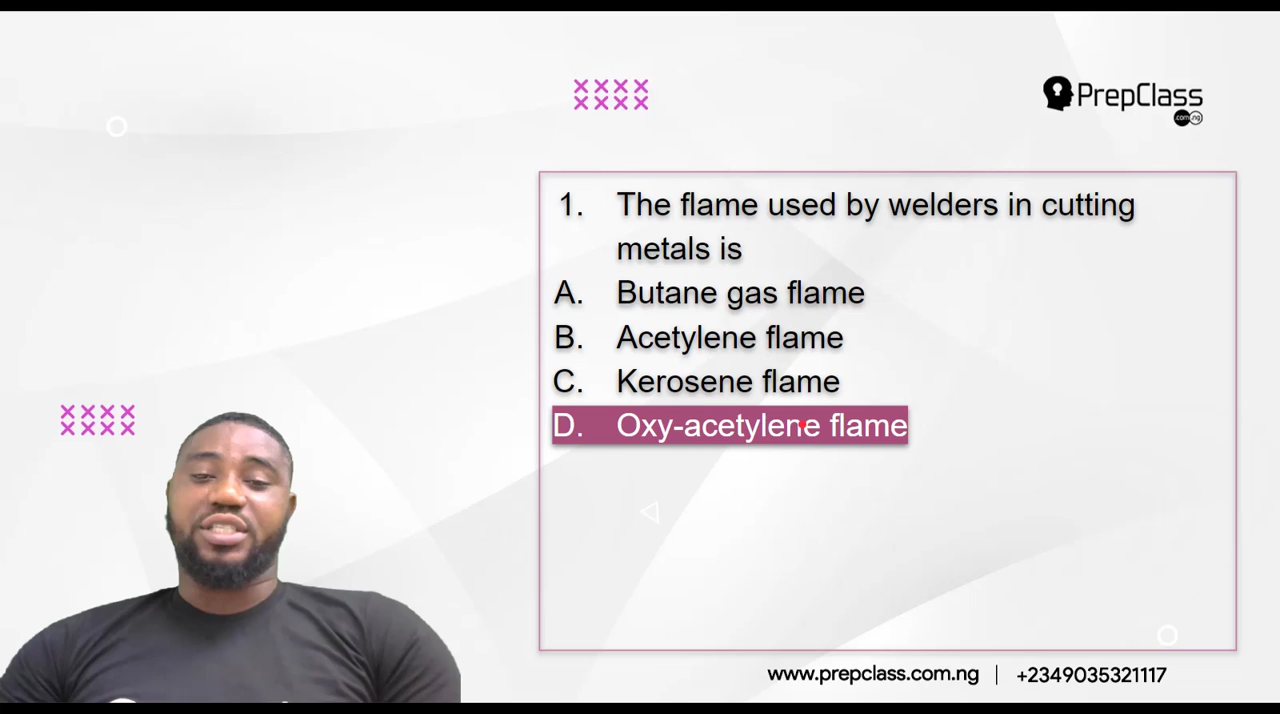 PrepClass
.com.ng
1. The flame used by welders in cutting
metals is
A. Butane gas flame
B. Acetylene flame
C. Kerosene flame
D. Oxy-acetylene flame
www.prepclass.com.ng | +2349035321117